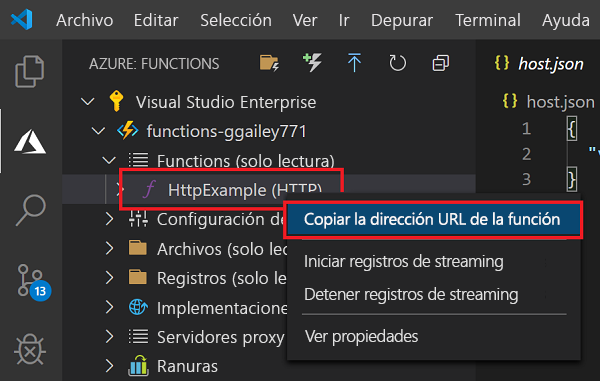 Archivo Editar Selección Ver Ir Depurar Terminal Ayuda
AZURE: FUNCTIONS
{} host.json
Visual Studio Enterprise
{} host.json
functions-ggailey771
1 {
Functions (solo lectura)
2 "
HttpExample (HTTP)
3 }
Copiar la dirección URL de la función
Configuración de
Archivos (solo lec
Iniciar registros de streaming
Registros (solo le
Detener registros de streaming
13
Implementacione
Servidores proxy
Ver propiedades
Ranuras